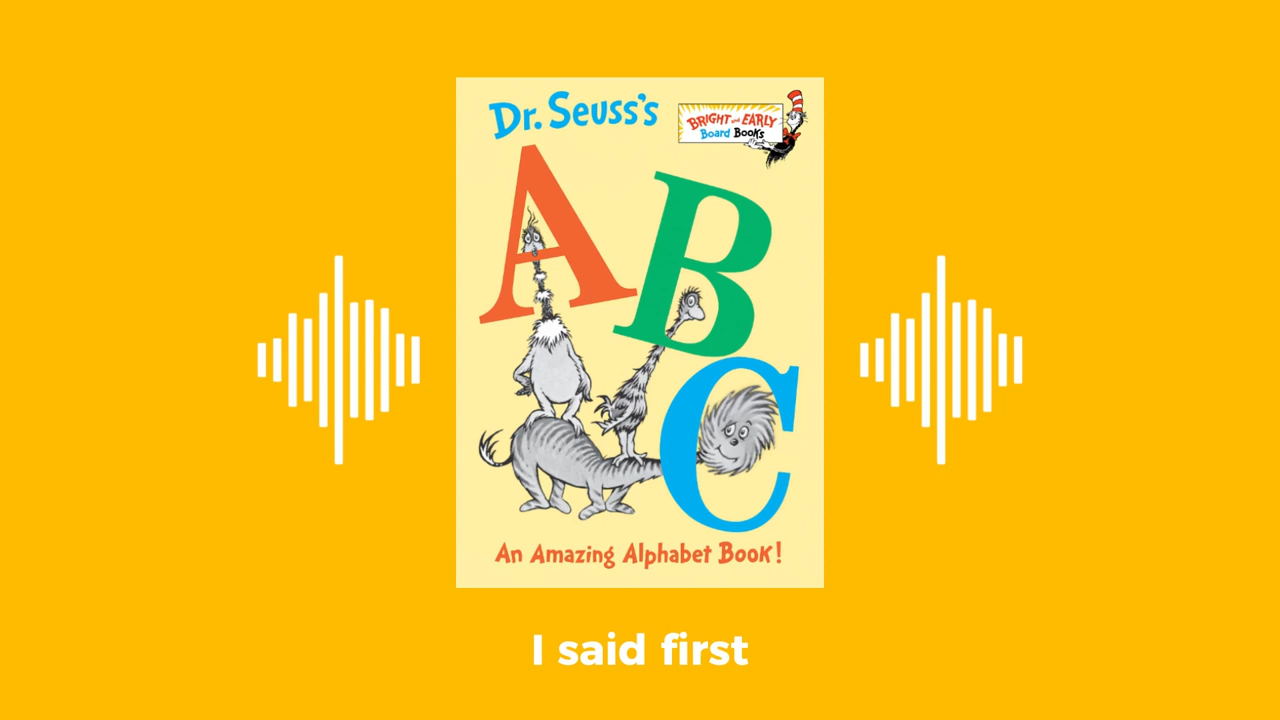 Dr. Seuss's
BRIGHT and EARLY
Board Books
A
B
C
An Amazing Alphabet Book!
I said first